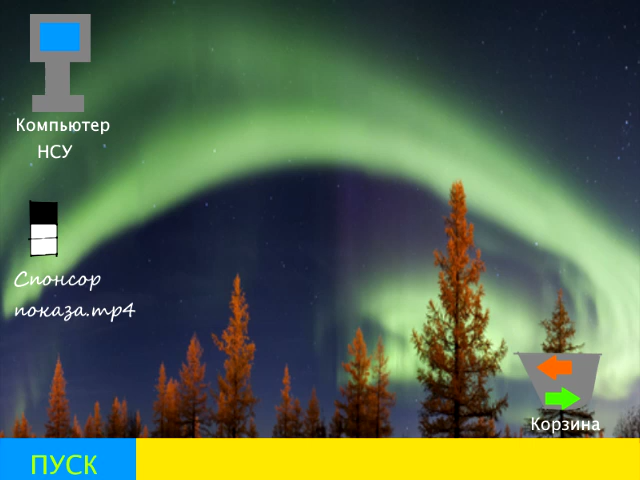 Компьютер
НСУ
Спонсор
показа.mp4
Корзина
ПУСК